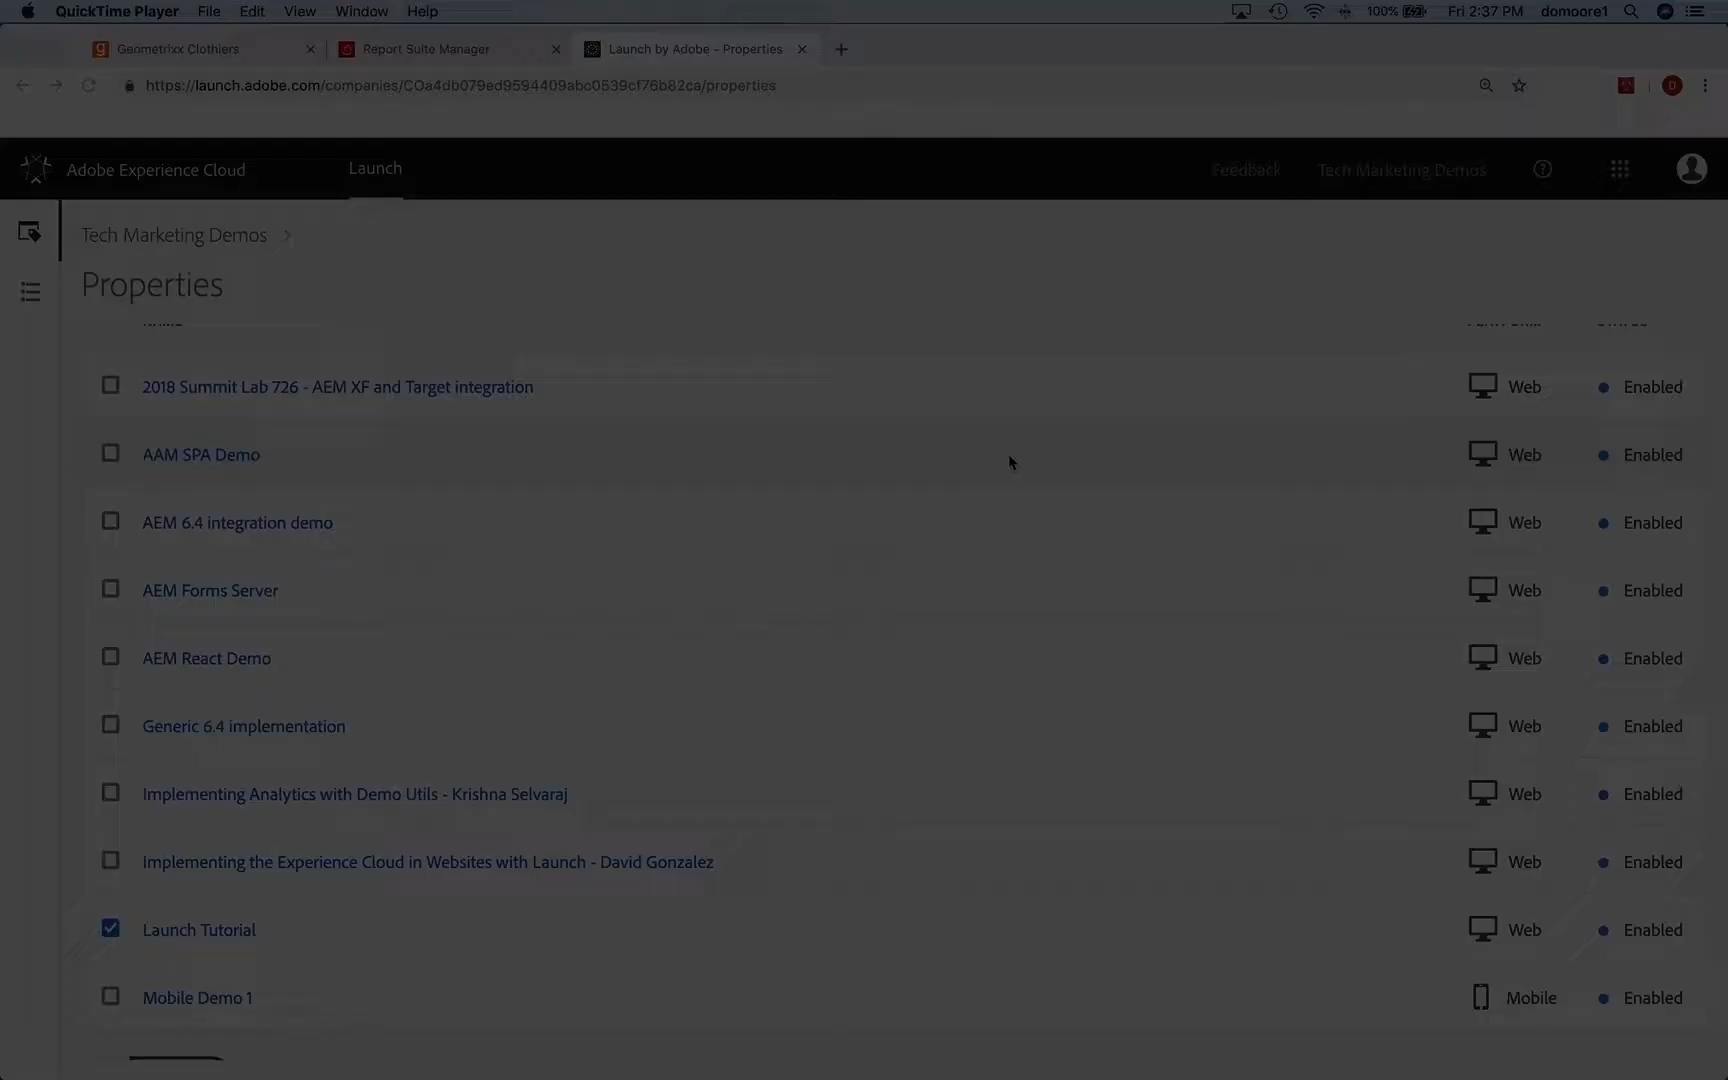 QuickTime Player File Edit View Window Help 100% Fri 2:37 PM domoore1
Geometrixx Clothiers Report Suite Manager Launch by Adobe - Properties
https://launch.adobe.com/companies/COa4db079ed9594409abc0539cf76b82ca/properties D
Adobe Experience Cloud Launch Feedback Tech Marketing Demos
Tech Marketing Demos
Properties
2018 Summit Lab 726 - AEM XF and Target integration Web Enabled
AAM SPA Demo Web Enabled
AEM 6.4 integration demo Web Enabled
AEM Forms Server Web Enabled
AEM React Demo Web Enabled
Generic 6.4 implementation Web Enabled
Implementing Analytics with Demo Utils - Krishna Selvaraj Web Enabled
Implementing the Experience Cloud in Websites with Launch - David Gonzalez Web Enabled
Launch Tutorial Web Enabled
Mobile Demo 1 Mobile Enabled